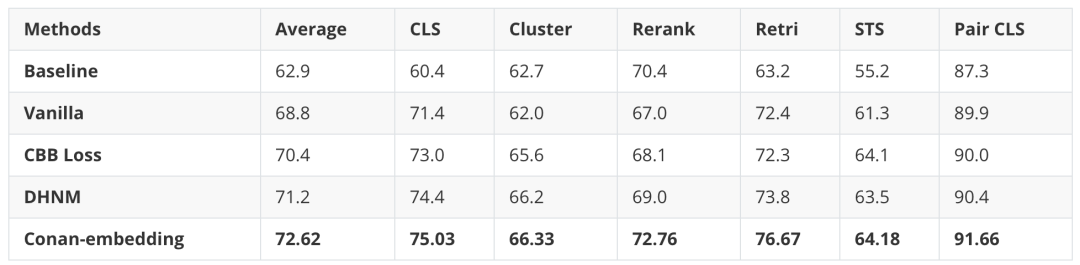 Methods Average CLS Cluster Rerank Retri STS Pair CLS
Baseline 62.9 60.4 62.7 70.4 63.2 55.2 87.3
Vanilla 68.8 71.4 62.0 67.0 72.4 61.3 89.9
CBB Loss 70.4 73.0 65.6 68.1 72.3 64.1 90.0
DHNM 71.2 74.4 66.2 69.0 73.8 63.5 90.4
Conan-embedding 72.62 75.03 66.33 72.76 76.67 64.18 91.66